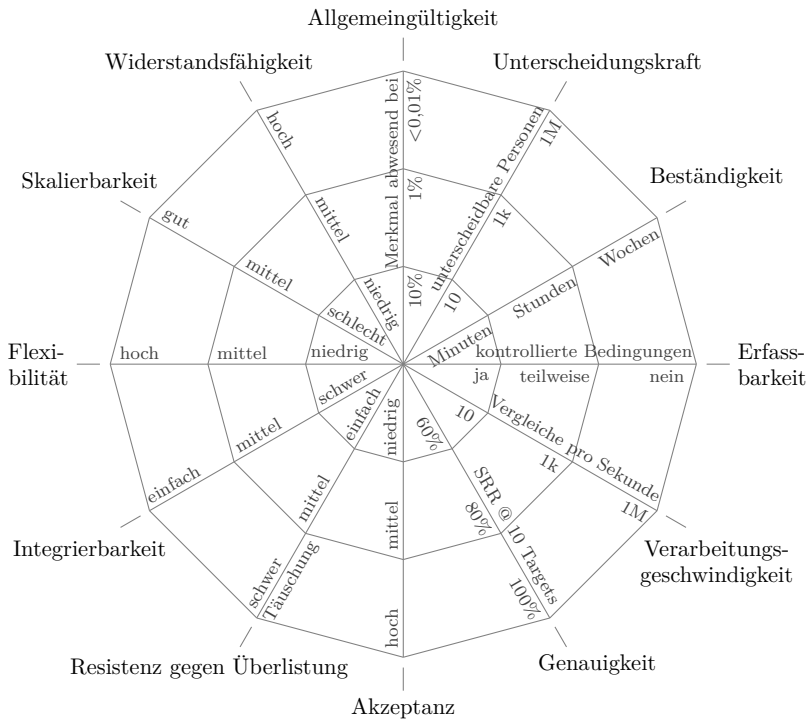 Allgemeingültigkeit
Merkmal abwesend bei
10%
1%
<0,01%
Unterscheidungskraft
unterscheidbare Personen
10
1k
1M
Beständigkeit
Minuten
Stunden
Wochen
Erfass-
barkeit
kontrollierte Bedingungen
ja
teilweise
nein
Verarbeitungs-
geschwindigkeit
Vergleiche pro Sekunde
10
1k
1M
Genauigkeit
SRR @ 10 Targets
60%
80%
100%
Akzeptanz
niedrig
mittel
hoch
Resistenz gegen Überlistung
Täuschung
einfach
mittel
schwer
Integrierbarkeit
schwer
mittel
einfach
Flexi-
bilität
niedrig
mittel
hoch
Skalierbarkeit
schlecht
mittel
gut
Widerstandsfähigkeit
niedrig
mittel
hoch